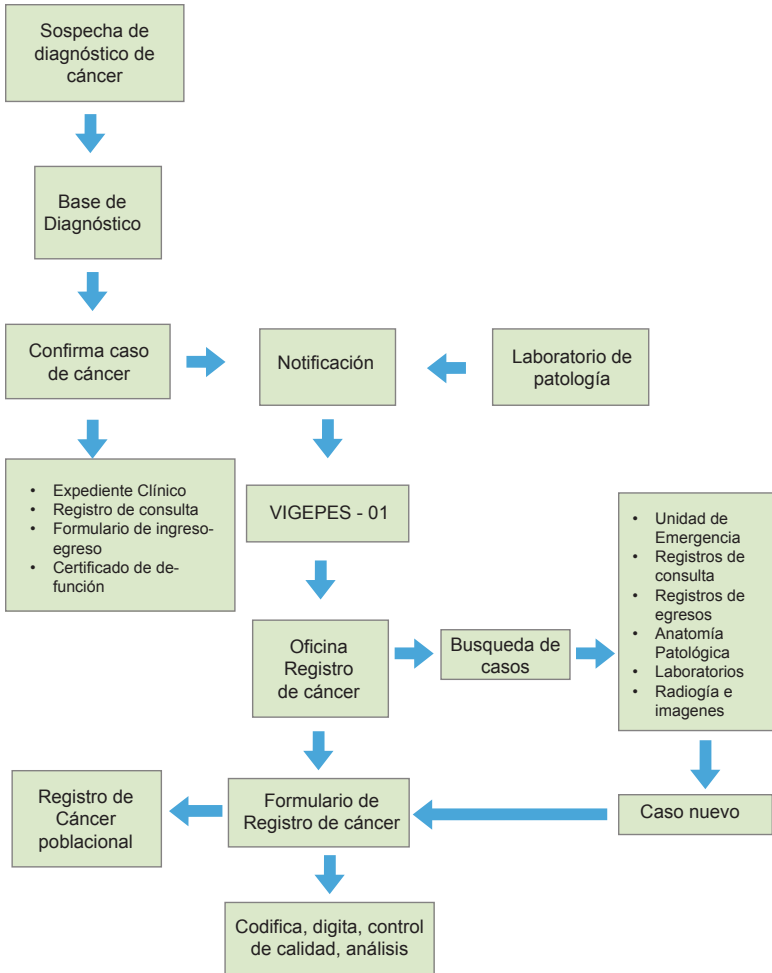 Sospecha de
diagnóstico de
cáncer
Base de
Diagnóstico
Confirma caso
de cáncer
Notificación
Laboratorio de
patología
• Expediente Clínico
• Registro de consulta
• Formulario de ingreso-
egreso
• Certificado de de-
función
VIGEPES - 01
• Unidad de
Emergencia
• Registros de
consulta
• Registros de
egresos
• Anatomía
Patológica
• Laboratorios
• Radiogía e
imagenes
Oficina
Registro
de cáncer
Busqueda de
casos
Registro de
Cáncer
poblacional
Formulario de
Registro de cáncer
Caso nuevo
Codifica, digita, control
de calidad, análisis